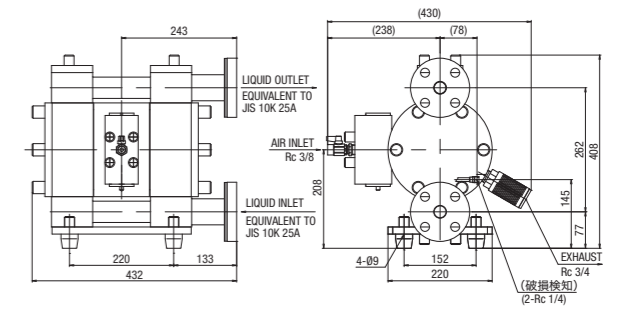 (430)
243
(238)
(78)
LIQUID OUTLET
EQUIVALENT TO
JIS 10K 25A
AIR INLET
Rc 3/8
208
262
408
145
77
LIQUID INLET
EQUIVALENT TO
JIS 10K 25A
220
133
432
4-Ø9
152
220
EXHAUST
Rc 3/4
(破損検知)
(2-Rc 1/4)